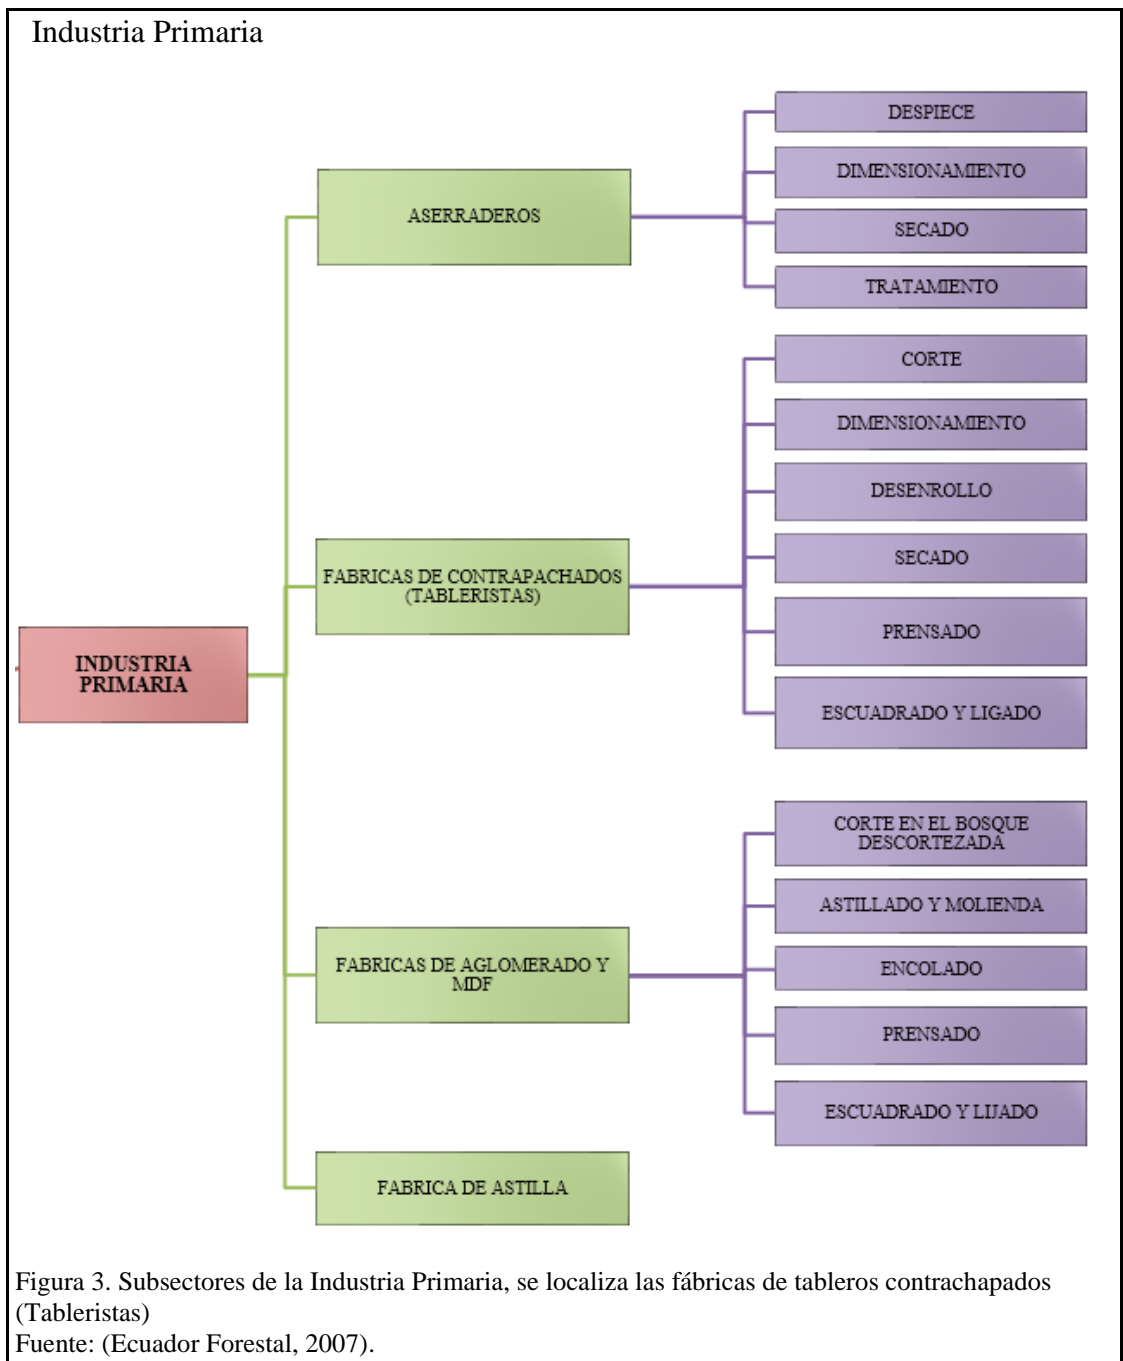 Industria Primaria
INDUSTRIA
PRIMARIA
ASERRADEROS
DESPIECE
DIMENSIONAMIENTO
SECADO
TRATAMIENTO
FABRICAS DE CONTRAPACHADOS
(TABLERISTAS)
CORTE
DIMENSIONAMIENTO
DESENROLLO
SECADO
PRENSADO
ESCUADRADO Y LIGADO
FABRICAS DE AGLOMERADO Y
MDF
CORTE EN EL BOSQUE
DESCORTEZADA
ASTILLADO Y MOLIENDA
ENCOLADO
PRENSADO
ESCUADRADO Y LIJADO
FABRICA DE ASTILLA
Figura 3. Subsectores de la Industria Primaria, se localiza las fábricas de tableros contrachapados
(Tableristas)
Fuente: (Ecuador Forestal, 2007).